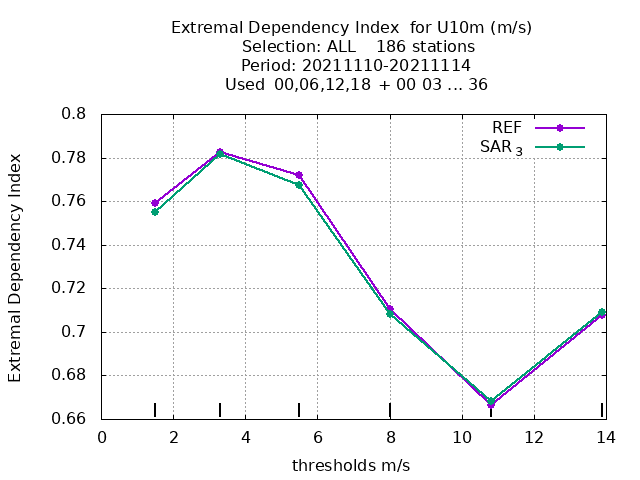 Extremal Dependency Index  for U10m (m/s)
Selection: ALL    186 stations
Period: 20211110-20211114
Used  00,06,12,18  + 00 03 ... 36
REF
SAR 3
0.8
0.78
0.76
0.74
0.72
0.7
0.68
0.66
Extremal Dependency Index
0 2 4 6 8 10 12 14
thresholds m/s